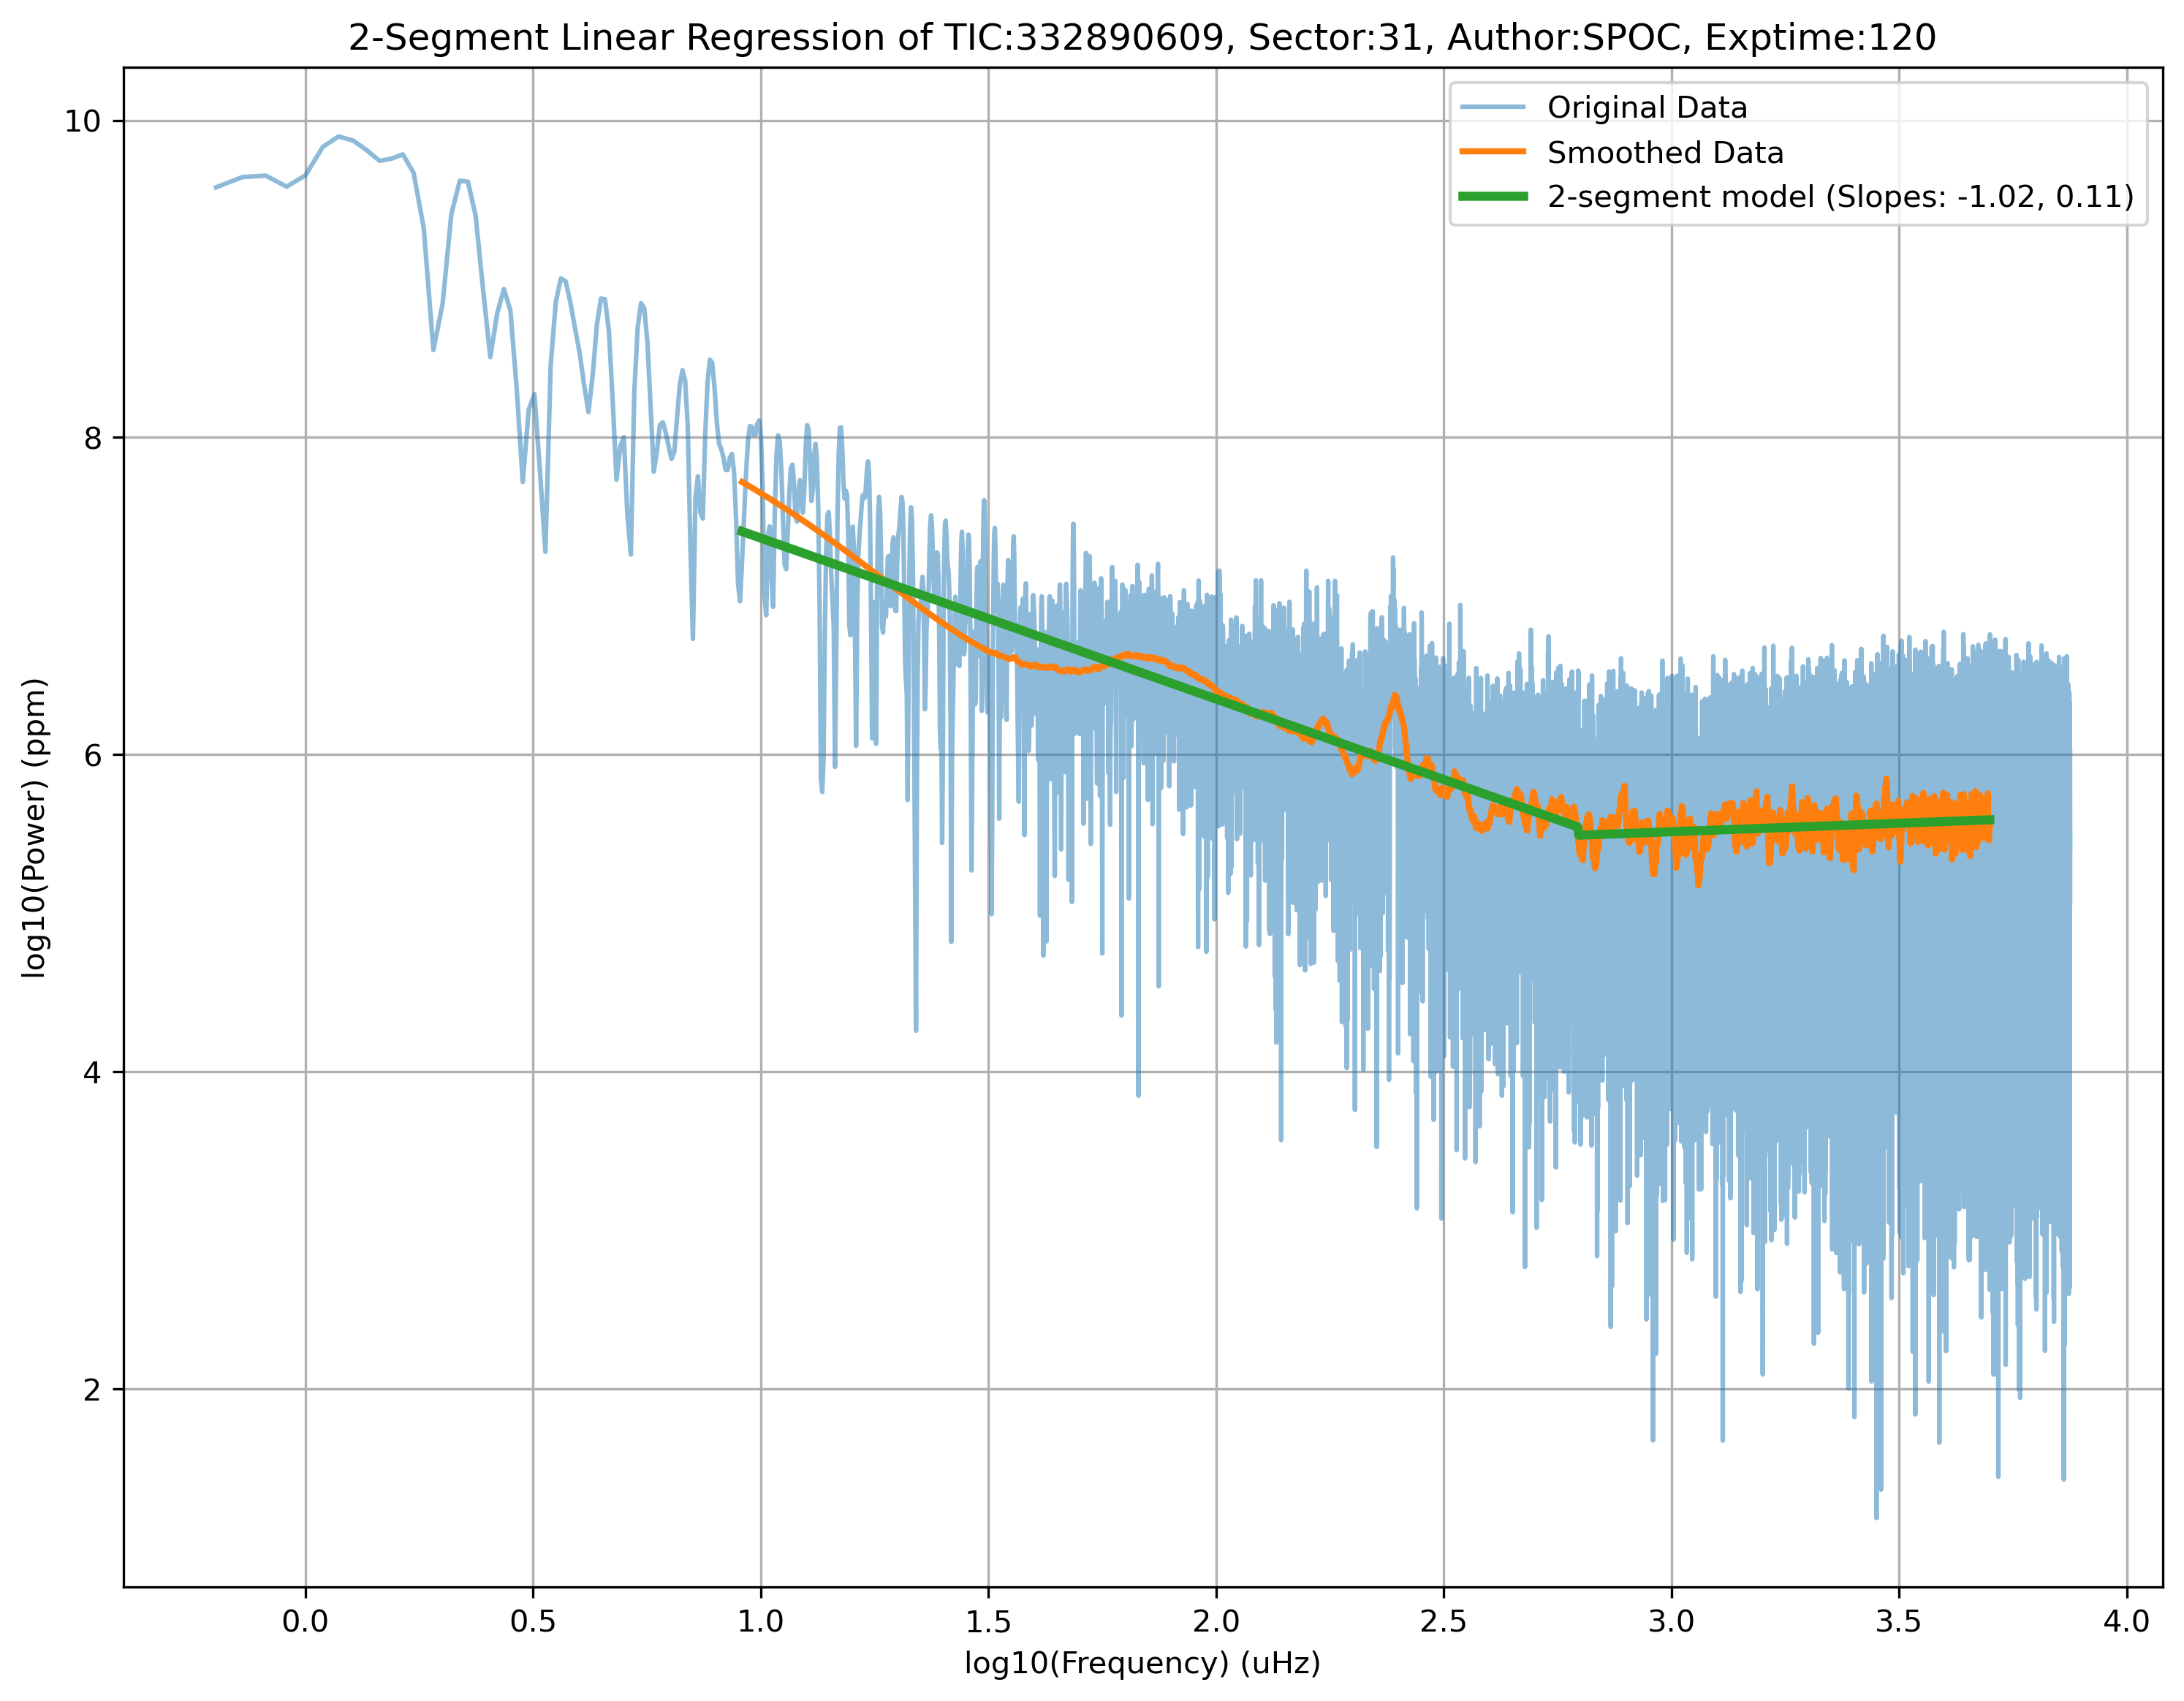 2-Segment Linear Regression of TIC:332890609, Sector:31, Author:SPOC, Exptime:120
Original Data
Smoothed Data
2-segment model (Slopes: -1.02, 0.11)
log10(Power) (ppm)
10
8
6
4
2
0.0 0.5 1.0 1.5 2.0 2.5 3.0 3.5 4.0
log10(Frequency) (uHz)